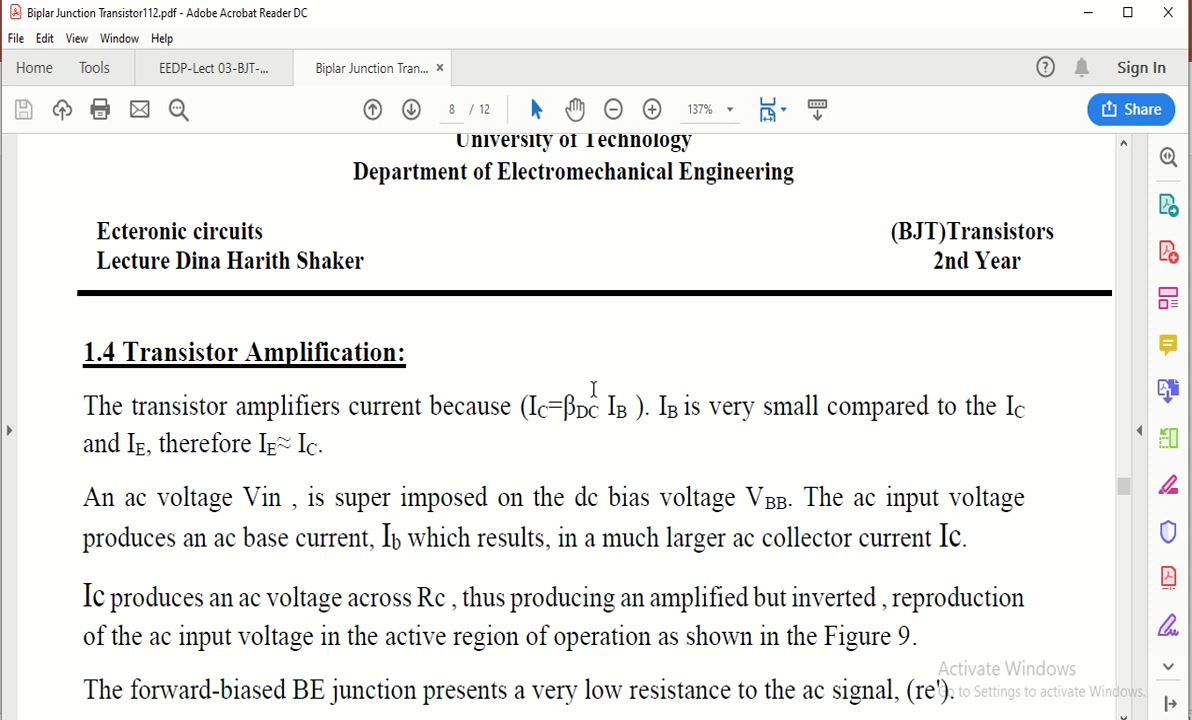 Biplar Junction Transistor112.pdf - Adobe Acrobat Reader DC
File Edit View Window Help
Home Tools EEDP-Lect 03-BJT-... Biplar Junction Tran... × Sign In
8 / 12 137% Share
University of Technology
Department of Electromechanical Engineering
Ecteronic circuits (BJT)Transistors
Lecture Dina Harith Shaker 2nd Year
1.4 Transistor Amplification:
The transistor amplifiers current because (IC=βDC IB ). IB is very small compared to the IC
and IE, therefore IE≈ IC.
An ac voltage Vin , is super imposed on the dc bias voltage VBB. The ac input voltage
produces an ac base current, Ib which results, in a much larger ac collector current Ic.
Ic produces an ac voltage across Rc , thus producing an amplified but inverted , reproduction
of the ac input voltage in the active region of operation as shown in the Figure 9.
Activate Windows
The forward-biased BE junction presents a very low resistance to the ac signal, (re').
to Settings to activate Windows.